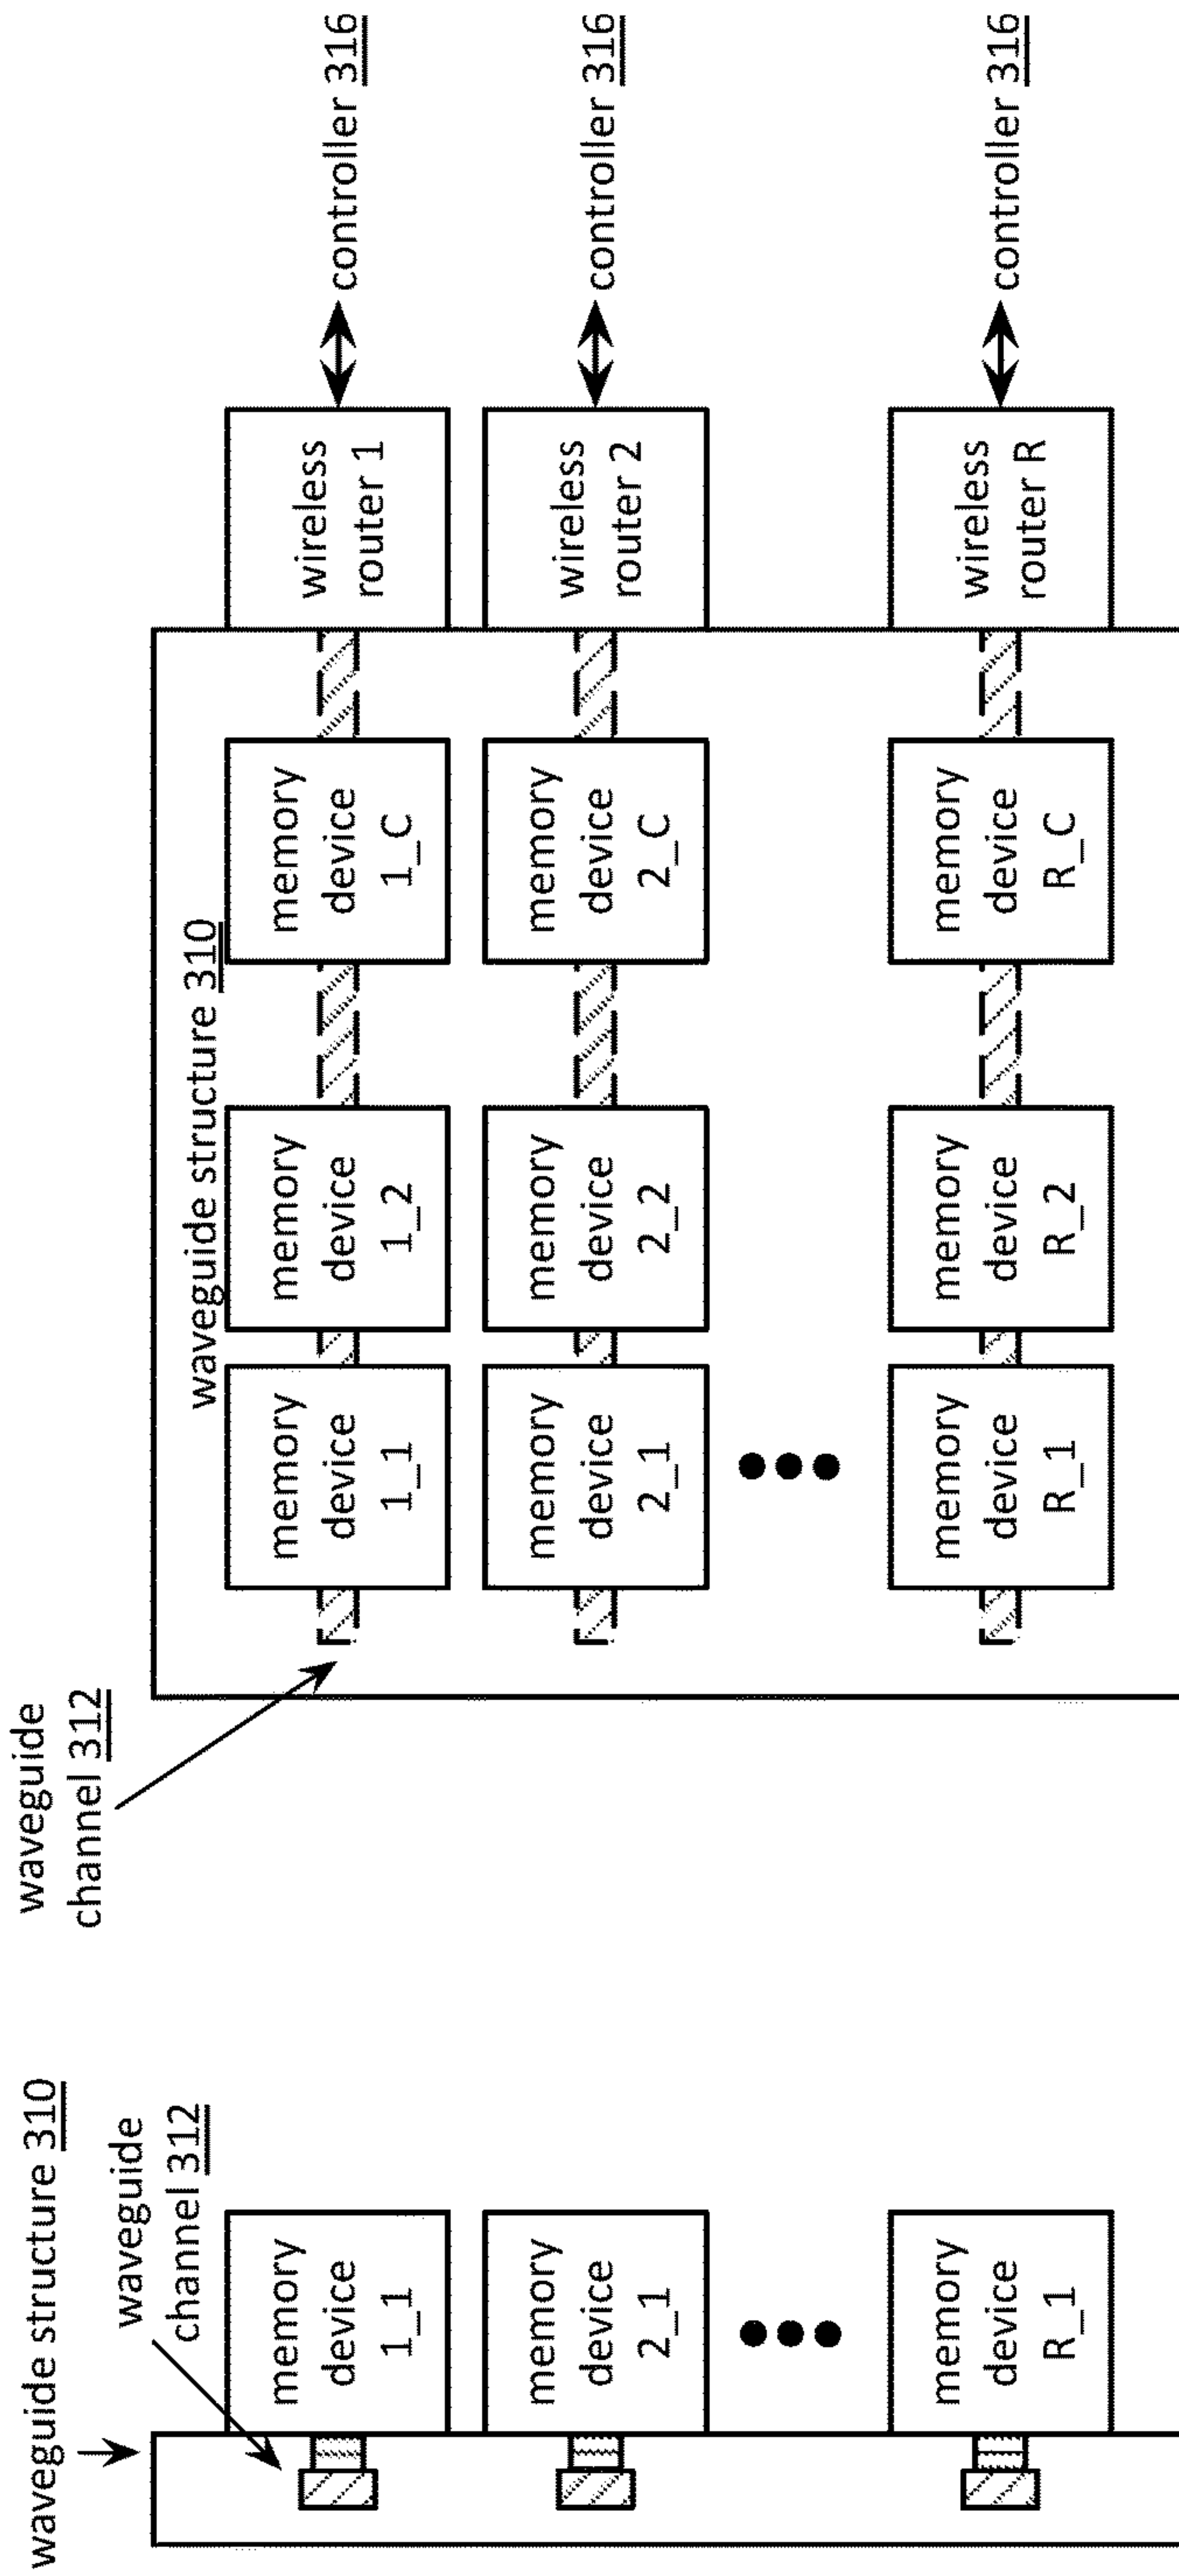 waveguide structure 310
waveguide
channel 312
memory
device
1_1
memory
device
2_1
memory
device
R_1
waveguide
channel 312
waveguide structure 310
memory
device
1_1
memory
device
1_2
memory
device
1_C
wireless
router 1
controller 316
memory
device
2_1
memory
device
2_2
memory
device
2_C
wireless
router 2
controller 316
memory
device
R_1
memory
device
R_2
memory
device
R_C
wireless
router R
controller 316